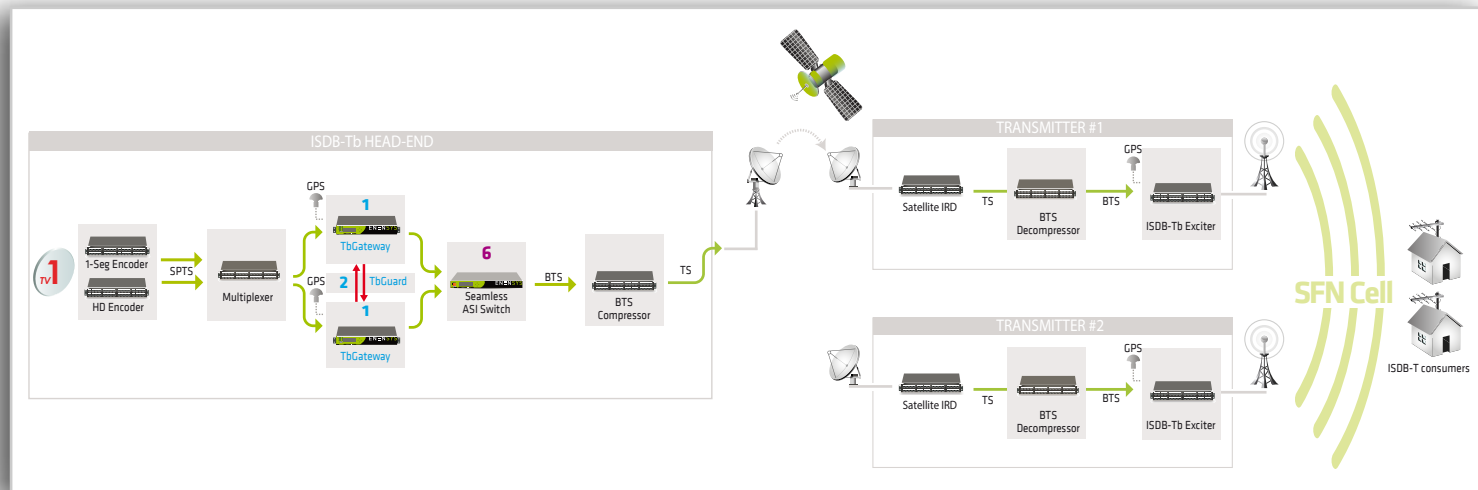 ISDB-Tb HEAD-END
TV 1
1-Seg Encoder
HD Encoder
SPTS
Multiplexer
GPS
1
ENENSYS
TbGateway
GPS
2
TbGuard
1
ENENSYS
TbGateway
6
ENENSYS
Seamless
ASI Switch
BTS
BTS
Compressor
TS
TRANSMITTER #1
Satellite IRD
TS
BTS
Decompressor
BTS
GPS
ISDB-Tb Exciter
TRANSMITTER #2
Satellite IRD
TS
BTS
Decompressor
BTS
GPS
ISDB-Tb Exciter
SFN Cell
ISDB-T consumers